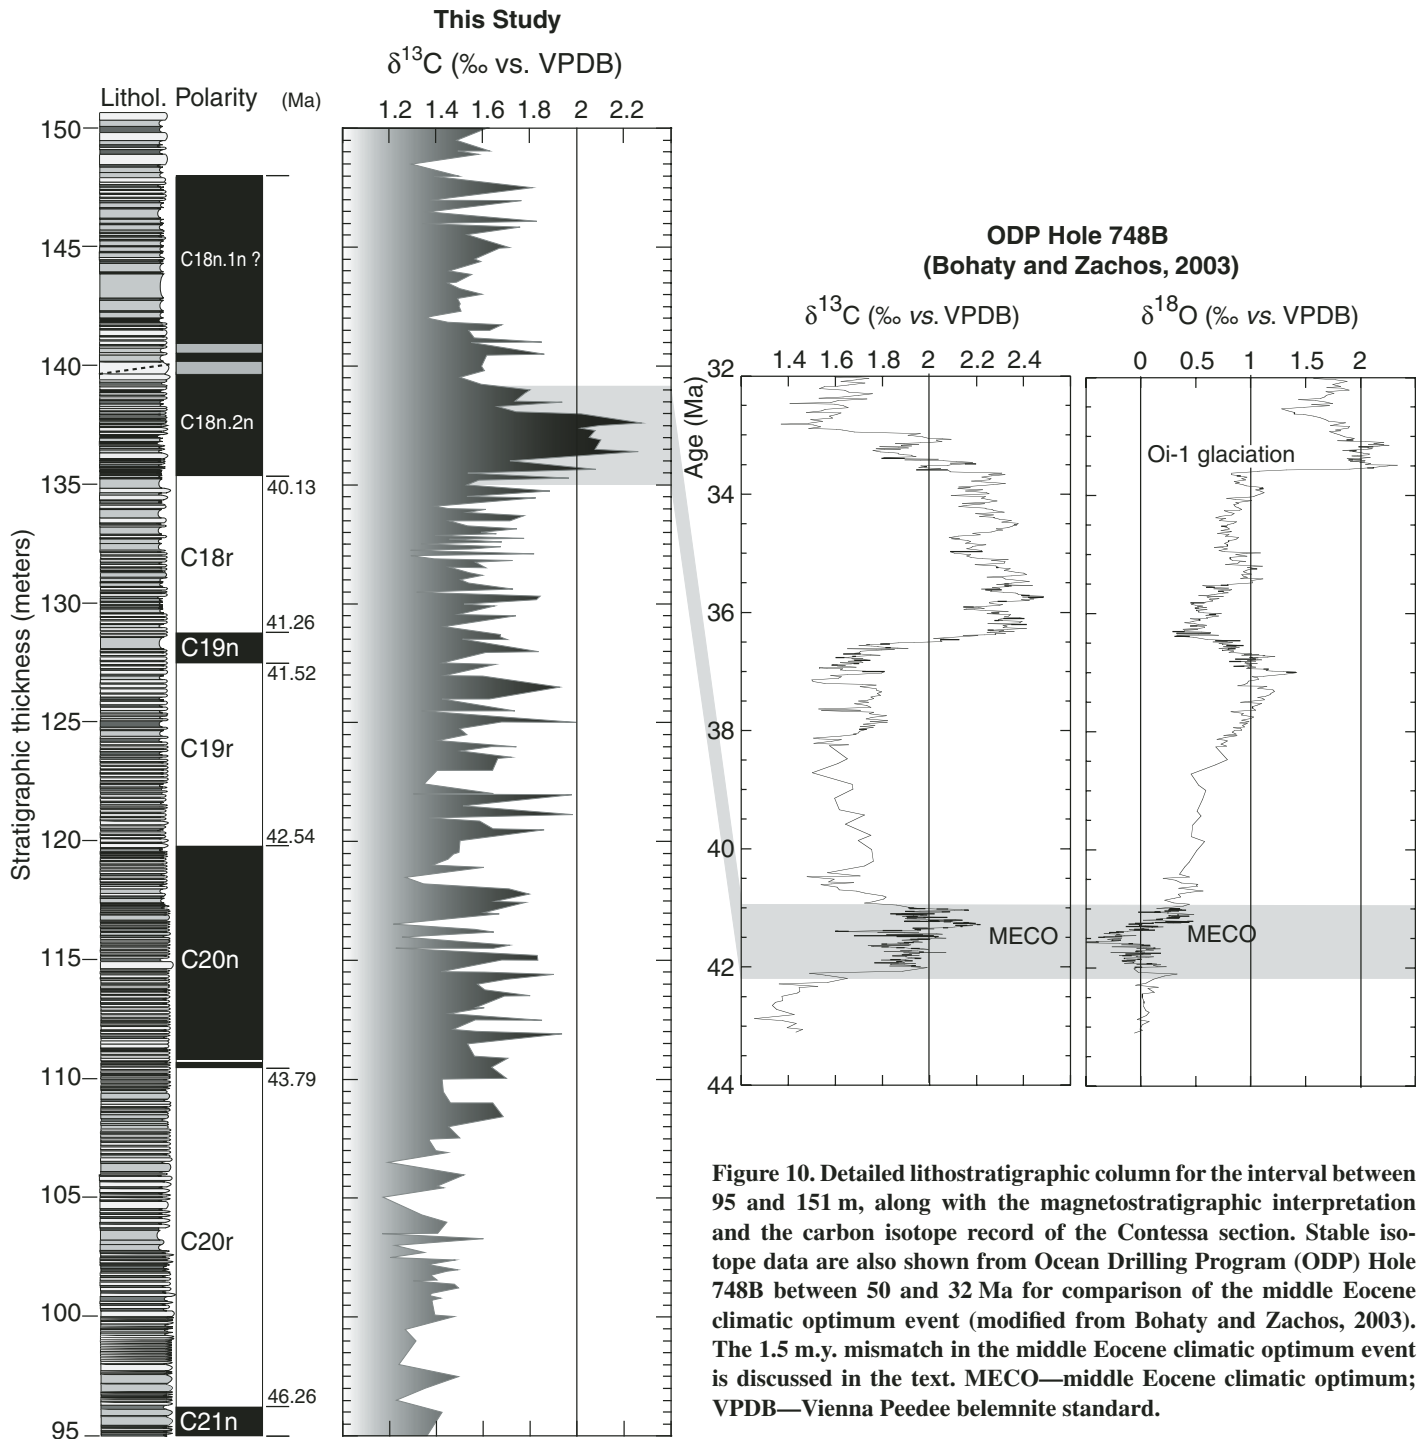 This Study
δ13C (‰ vs. VPDB)
Lithol. Polarity (Ma)
1.2 1.4 1.6 1.8 2 2.2
Stratigraphic thickness (meters)
150
145
140
135
130
125
120
115
110
105
100
95
C18n.1n ?
C18n.2n
40.13
C18r
41.26
C19n
41.52
C19r
42.54
C20n
43.79
C20r
46.26
C21n
ODP Hole 748B
(Bohaty and Zachos, 2003)
δ13C (‰ vs. VPDB)
1.4 1.6 1.8 2 2.2 2.4
δ18O (‰ vs. VPDB)
0 0.5 1 1.5 2
Age (Ma)
32
34
36
38
40
42
44
Oi-1 glaciation
MECO
MECO
Figure 10. Detailed lithostratigraphic column for the interval between
95 and 151 m, along with the magnetostratigraphic interpretation
and the carbon isotope record of the Contessa section. Stable iso-
tope data are also shown from Ocean Drilling Program (ODP) Hole
748B between 50 and 32 Ma for comparison of the middle Eocene
climatic optimum event (modified from Bohaty and Zachos, 2003).
The 1.5 m.y. mismatch in the middle Eocene climatic optimum event
is discussed in the text. MECO—middle Eocene climatic optimum;
VPDB—Vienna Peedee belemnite standard.